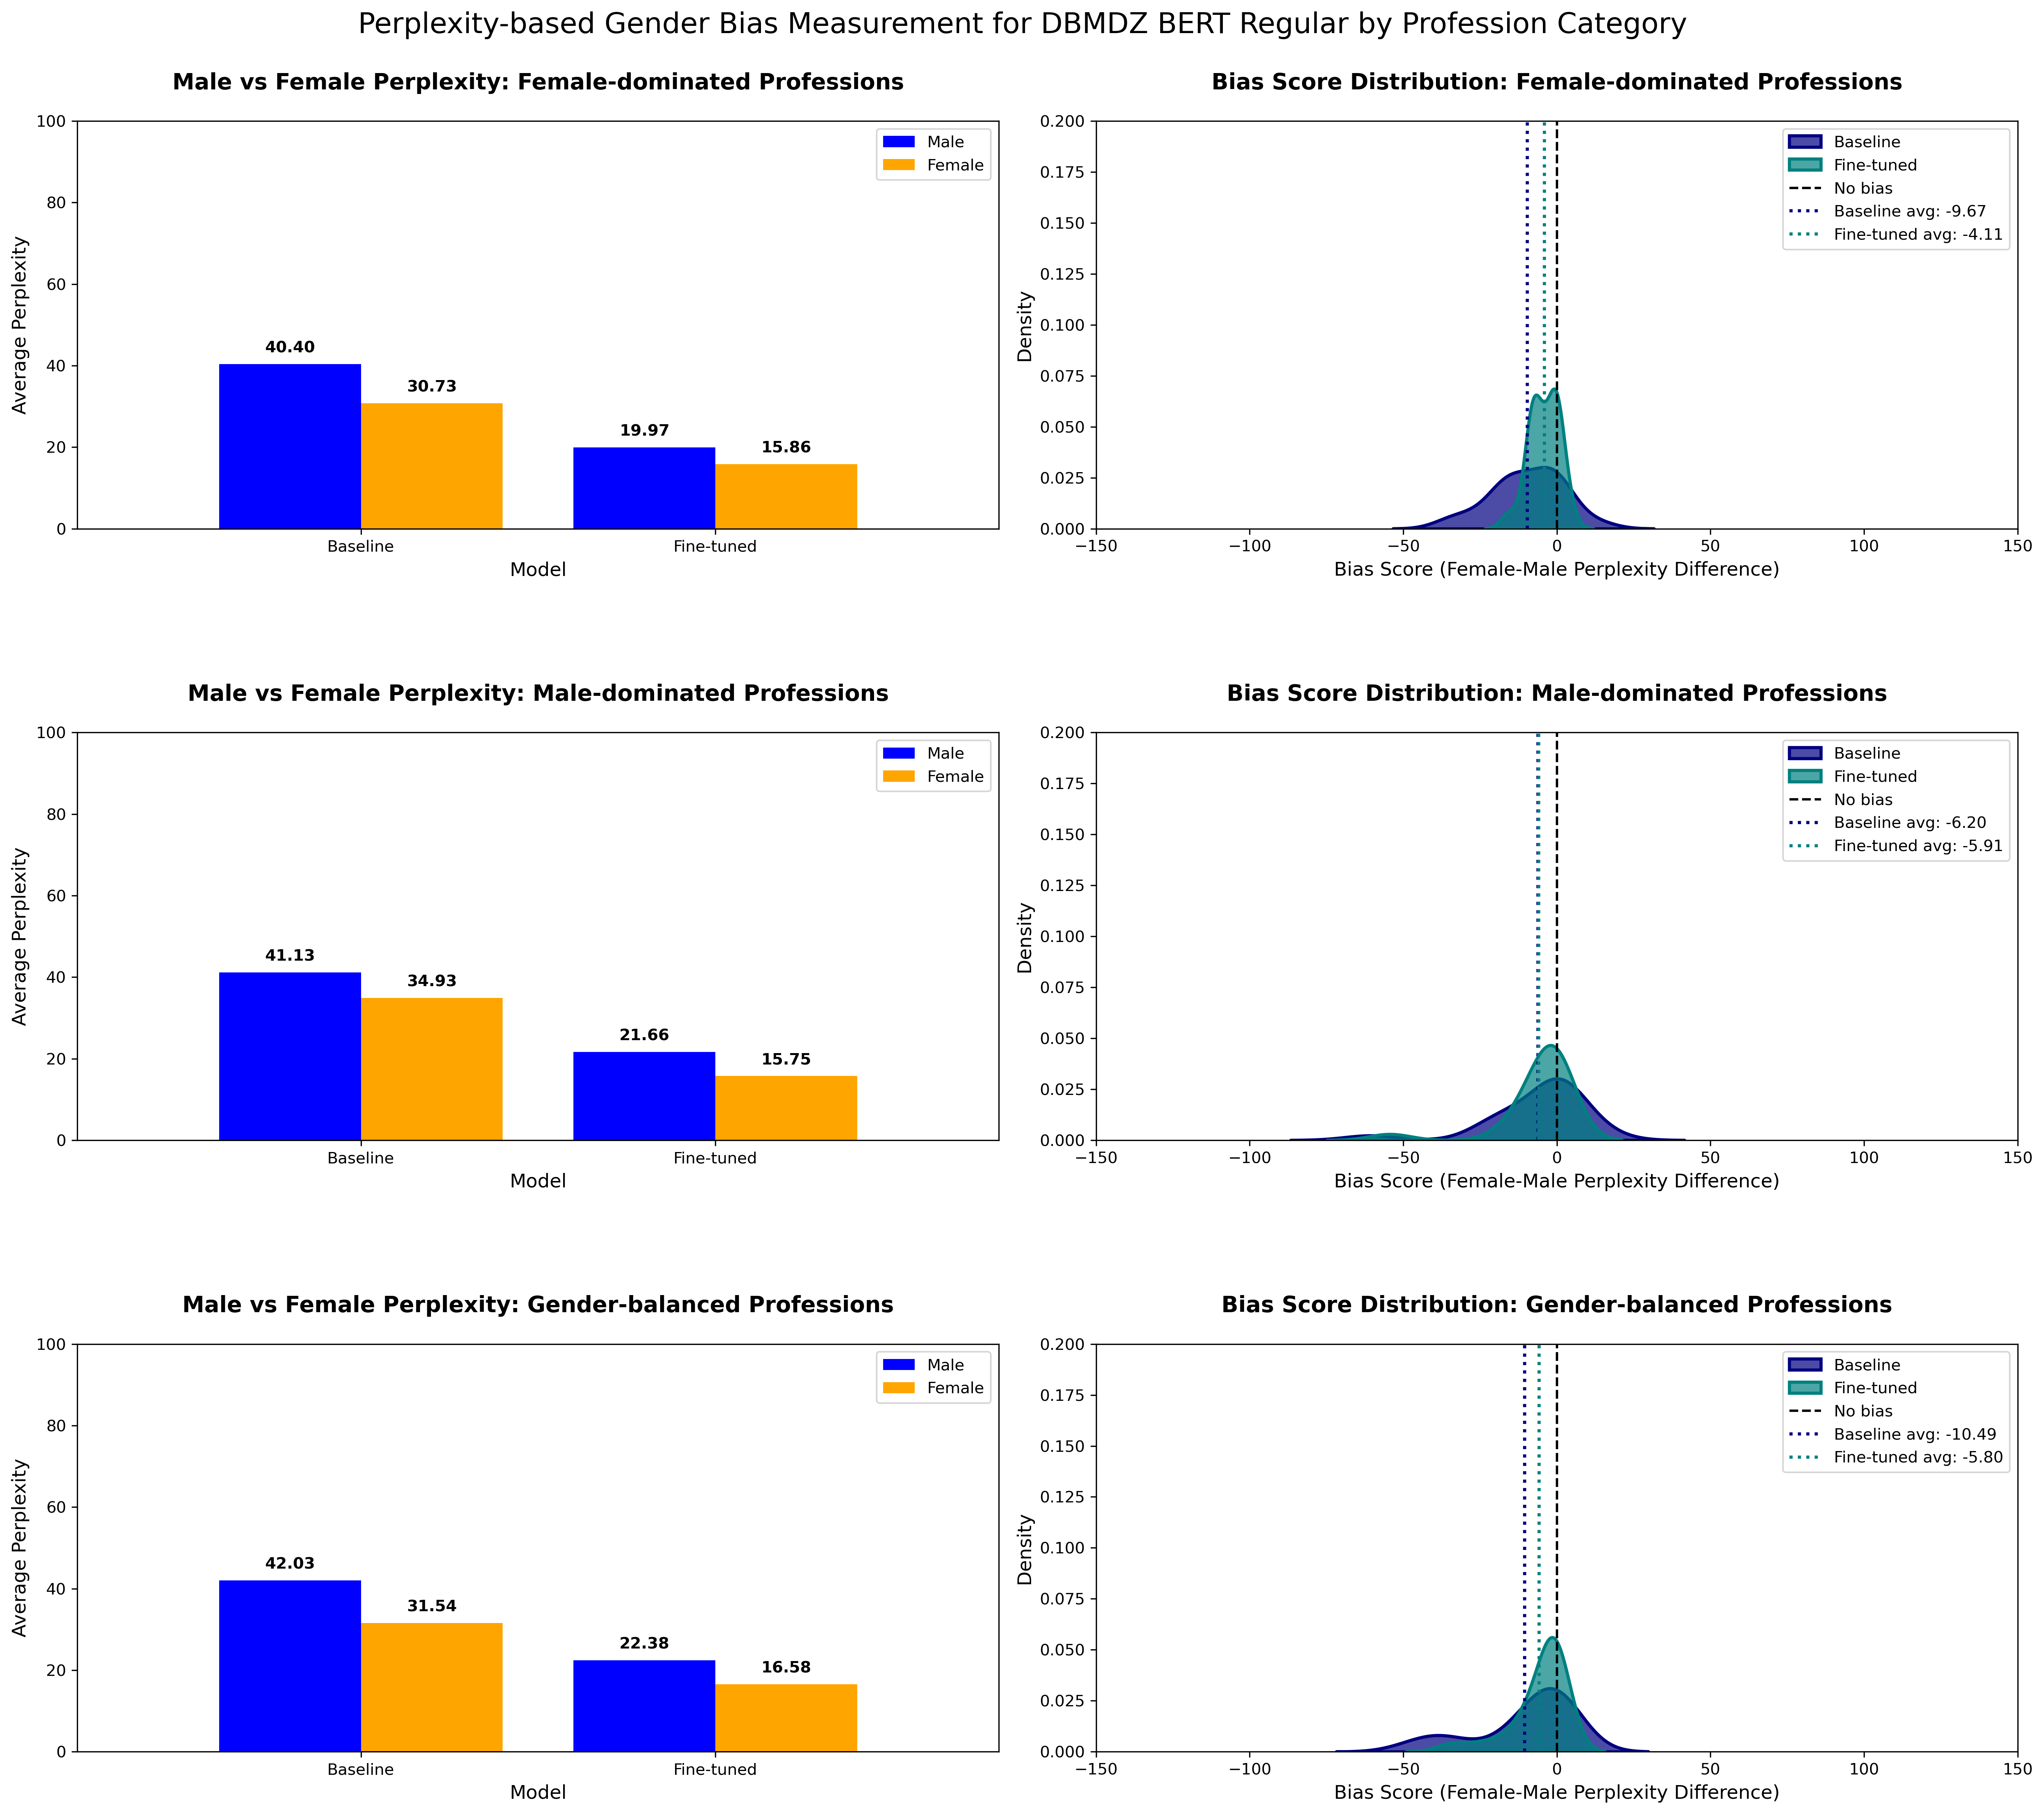 Perplexity-based Gender Bias Measurement for DBMDZ BERT Regular by Profession Category
Male vs Female Perplexity: Female-dominated Professions
100
80
60
40
20
0
Average Perplexity
40.40
30.73
19.97
15.86
Male
Female
Baseline
Fine-tuned
Model
Bias Score Distribution: Female-dominated Professions
0.200
0.175
0.150
0.125
0.100
0.075
0.050
0.025
0.000
Density
Baseline
Fine-tuned
No bias
Baseline avg: -9.67
Fine-tuned avg: -4.11
−150
−100
−50
0
50
100
150
Bias Score (Female-Male Perplexity Difference)
Male vs Female Perplexity: Male-dominated Professions
100
80
60
40
20
0
Average Perplexity
41.13
34.93
21.66
15.75
Male
Female
Baseline
Fine-tuned
Model
Bias Score Distribution: Male-dominated Professions
0.200
0.175
0.150
0.125
0.100
0.075
0.050
0.025
0.000
Density
Baseline
Fine-tuned
No bias
Baseline avg: -6.20
Fine-tuned avg: -5.91
−150
−100
−50
0
50
100
150
Bias Score (Female-Male Perplexity Difference)
Male vs Female Perplexity: Gender-balanced Professions
100
80
60
40
20
0
Average Perplexity
42.03
31.54
22.38
16.58
Male
Female
Baseline
Fine-tuned
Model
Bias Score Distribution: Gender-balanced Professions
0.200
0.175
0.150
0.125
0.100
0.075
0.050
0.025
0.000
Density
Baseline
Fine-tuned
No bias
Baseline avg: -10.49
Fine-tuned avg: -5.80
−150
−100
−50
0
50
100
150
Bias Score (Female-Male Perplexity Difference)